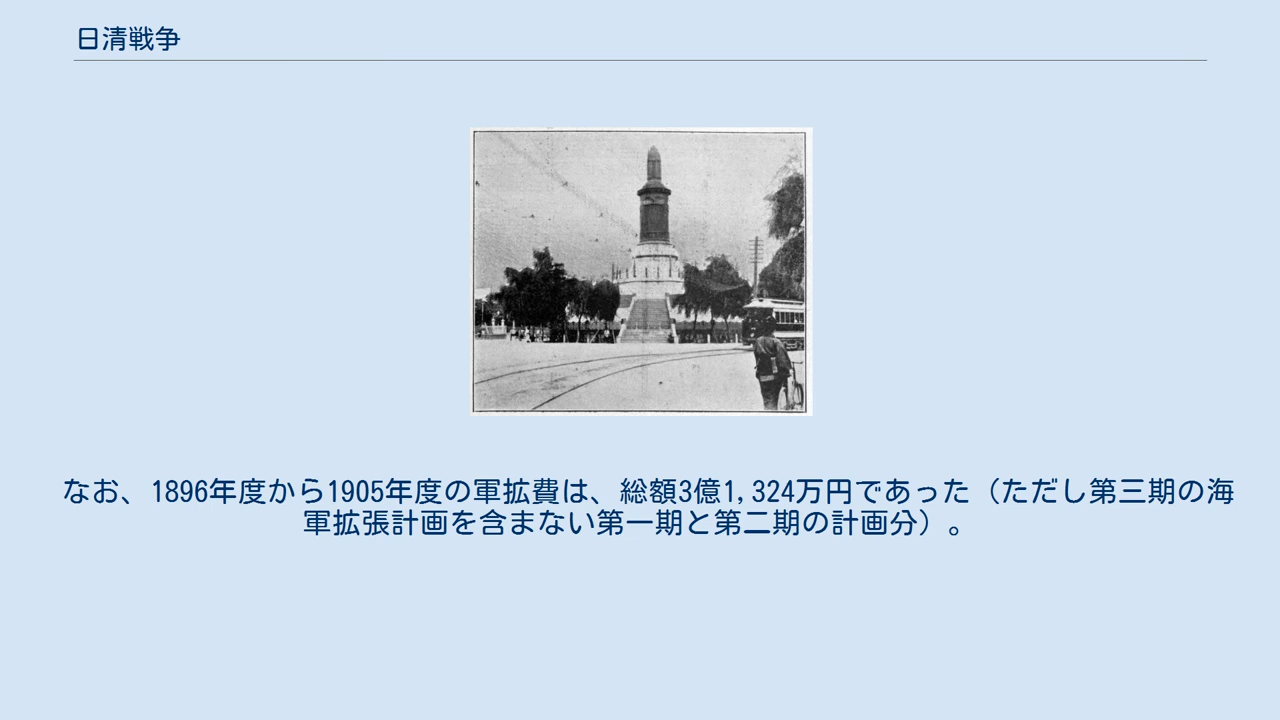 日清戦争
なお、1896年度から1905年度の軍拡費は、総額3億1,324万円であった（ただし第三期の海
軍拡張計画を含まない第一期と第二期の計画分）。